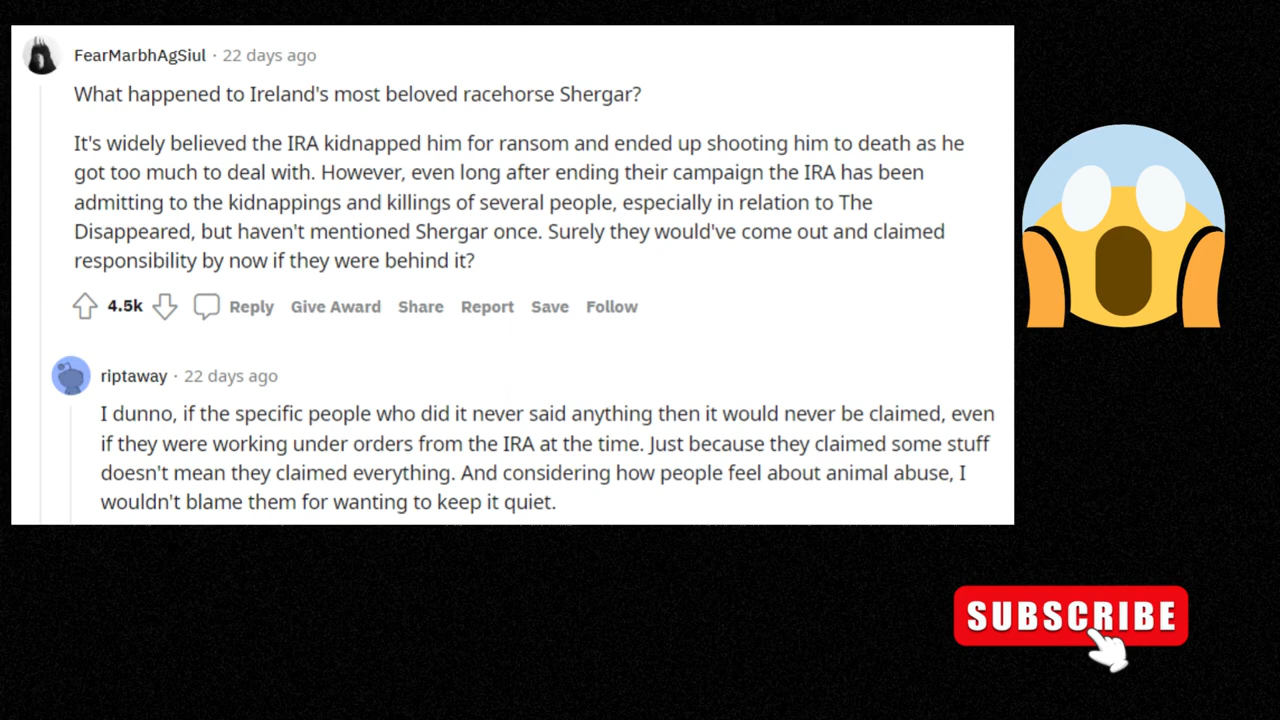 FearMarbhAgSiul · 22 days ago
What happened to Ireland's most beloved racehorse Shergar?
It's widely believed the IRA kidnapped him for ransom and ended up shooting him to death as he
got too much to deal with. However, even long after ending their campaign the IRA has been
admitting to the kidnappings and killings of several people, especially in relation to The
Disappeared, but haven't mentioned Shergar once. Surely they would've come out and claimed
responsibility by now if they were behind it?
4.5k Reply Give Award Share Report Save Follow
riptaway · 22 days ago
I dunno, if the specific people who did it never said anything then it would never be claimed, even
if they were working under orders from the IRA at the time. Just because they claimed some stuff
doesn't mean they claimed everything. And considering how people feel about animal abuse, I
wouldn't blame them for wanting to keep it quiet.
SUBSCRIBE